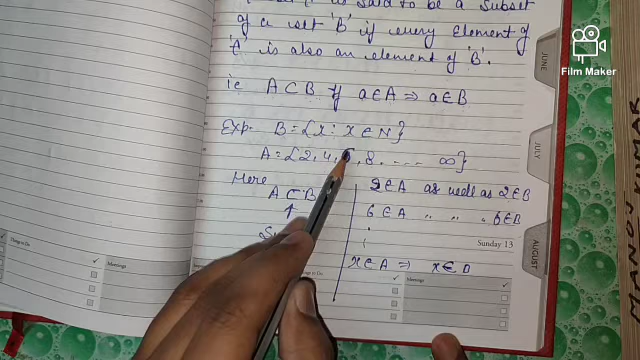 is said to be a Subset
of a set 'B' if every Element of
'A' is also an element of 'B'.
ie A⊂B if a∈A ⇒ a∈B
Exp. B = {x : x ∈ N}
A = {2, 4, 6, 8, .... ∞}
Here
A⊂B
↑
2∈A as well as 2∈B
6∈A " " " 6∈B
x∈A ⇒ x∈B
Sunday 13
Things to Do
Meetings
Meetings
JUNE
JULY
AUGUST
Film Maker